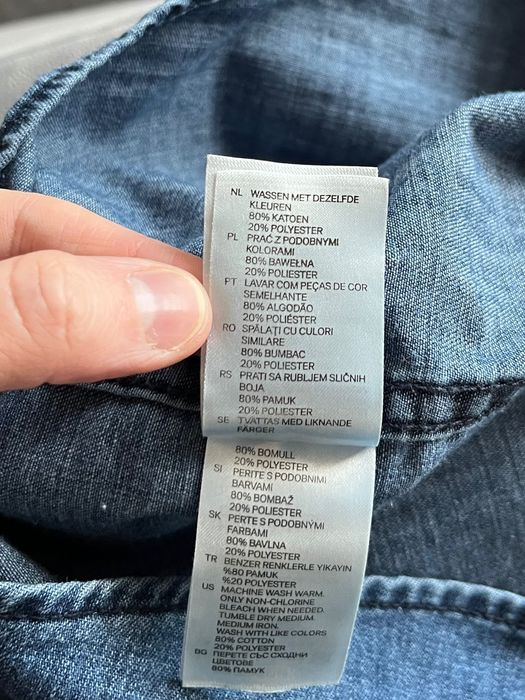 NL WASSEN MET DEZELFDE
KLEUREN
80% KATOEN
20% POLYESTER
PL PRAĆ Z PODOBNYMI
KOLORAMI
80% BAWEŁNA
20% POLIESTER
PT LAVAR COM PEÇAS DE COR
SEMELHANTE
80% ALGODÃO
20% POLIÉSTER
RO SPĂLAȚI CU CULORI
SIMILARE
80% BUMBAC
20% POLIESTER
RS PRATI SA RUBLJEM SLIČNIH
BOJA
80% PAMUK
20% POLIESTER
SE TVÄTTAS MED LIKNANDE
FÄRGER
80% BOMULL
20% POLYESTER
SI PERITE S PODOBNIMI
BARVAMI
80% BOMBAŽ
20% POLIESTER
SK PERTE S PODOBNÝMI
FARBAMI
80% BAVLNA
20% POLYESTER
TR BENZER RENKLERLE YIKAYIN
%80 PAMUK
%20 POLYESTER
US MACHINE WASH WARM.
ONLY NON-CHLORINE
BLEACH WHEN NEEDED.
TUMBLE DRY MEDIUM.
MEDIUM IRON.
WASH WITH LIKE COLORS
80% COTTON
20% POLYESTER
BG ПЕРЕТЕ СЪС СХОДНИ
ЦВЕТОВЕ
80% ПАМУК